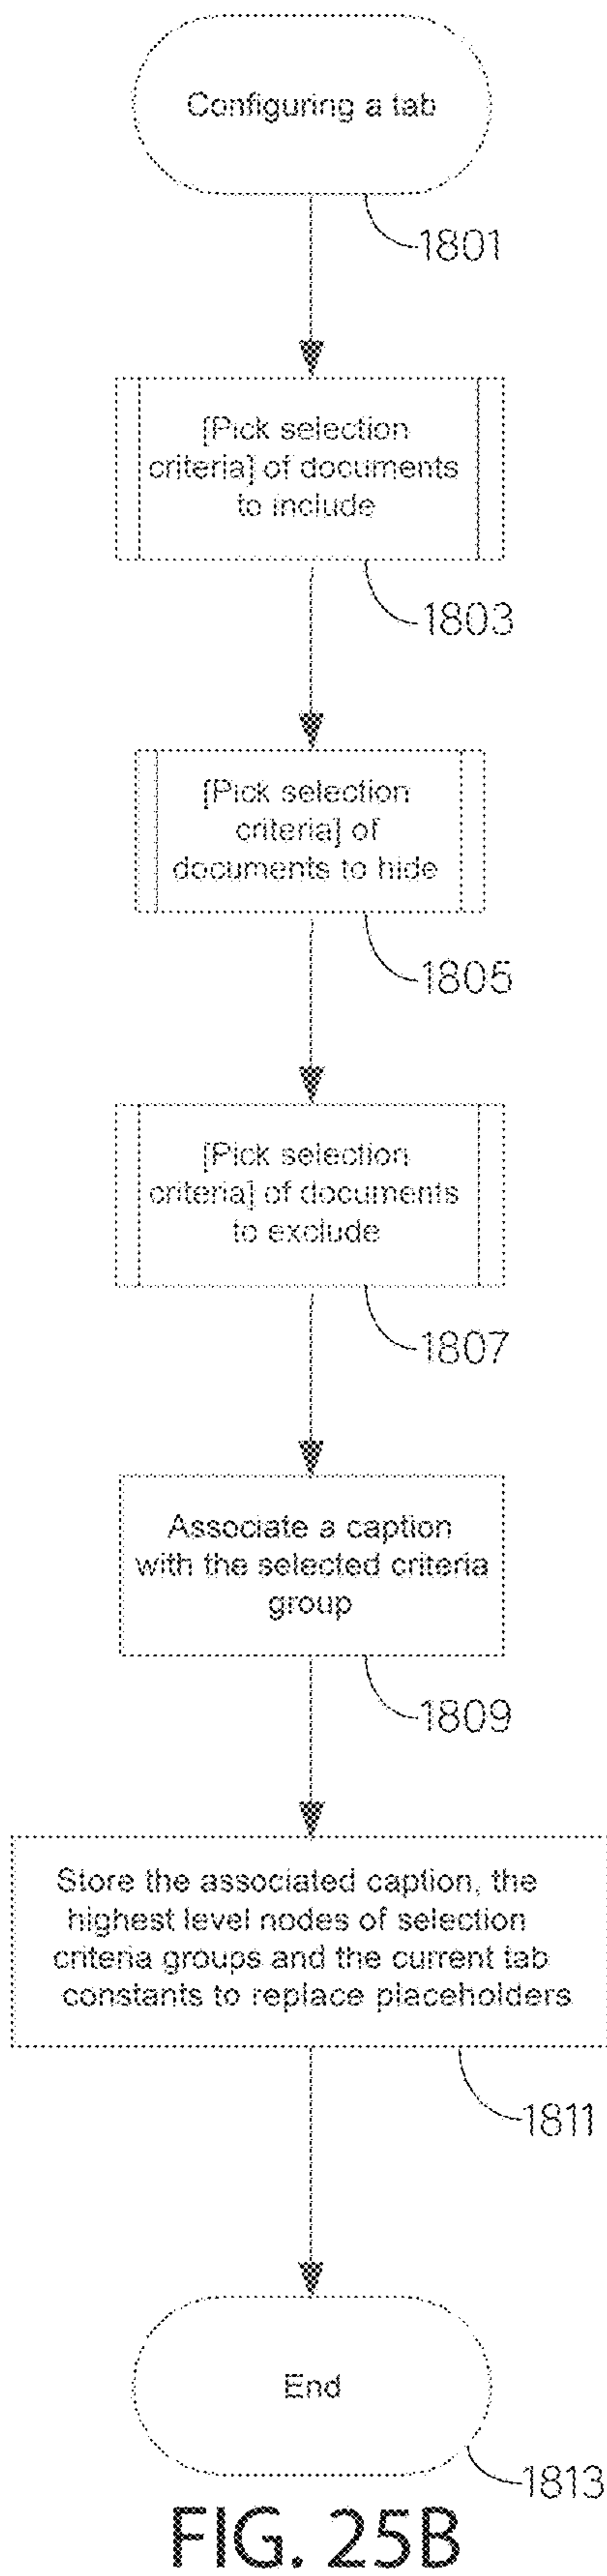 Configuring a tab
1801
[Pick selection
criteria] of documents
to include
1803
[Pick selection
criteria] of
documents to hide
1805
[Pick selection
criteria] of documents
to exclude
1807
Associate a caption
with the selected criteria
group
1809
Store the associated caption, the
highest level nodes of selection
criteria groups and the current tab
constants to replace placeholders
1811
End
1813
FIG. 25B